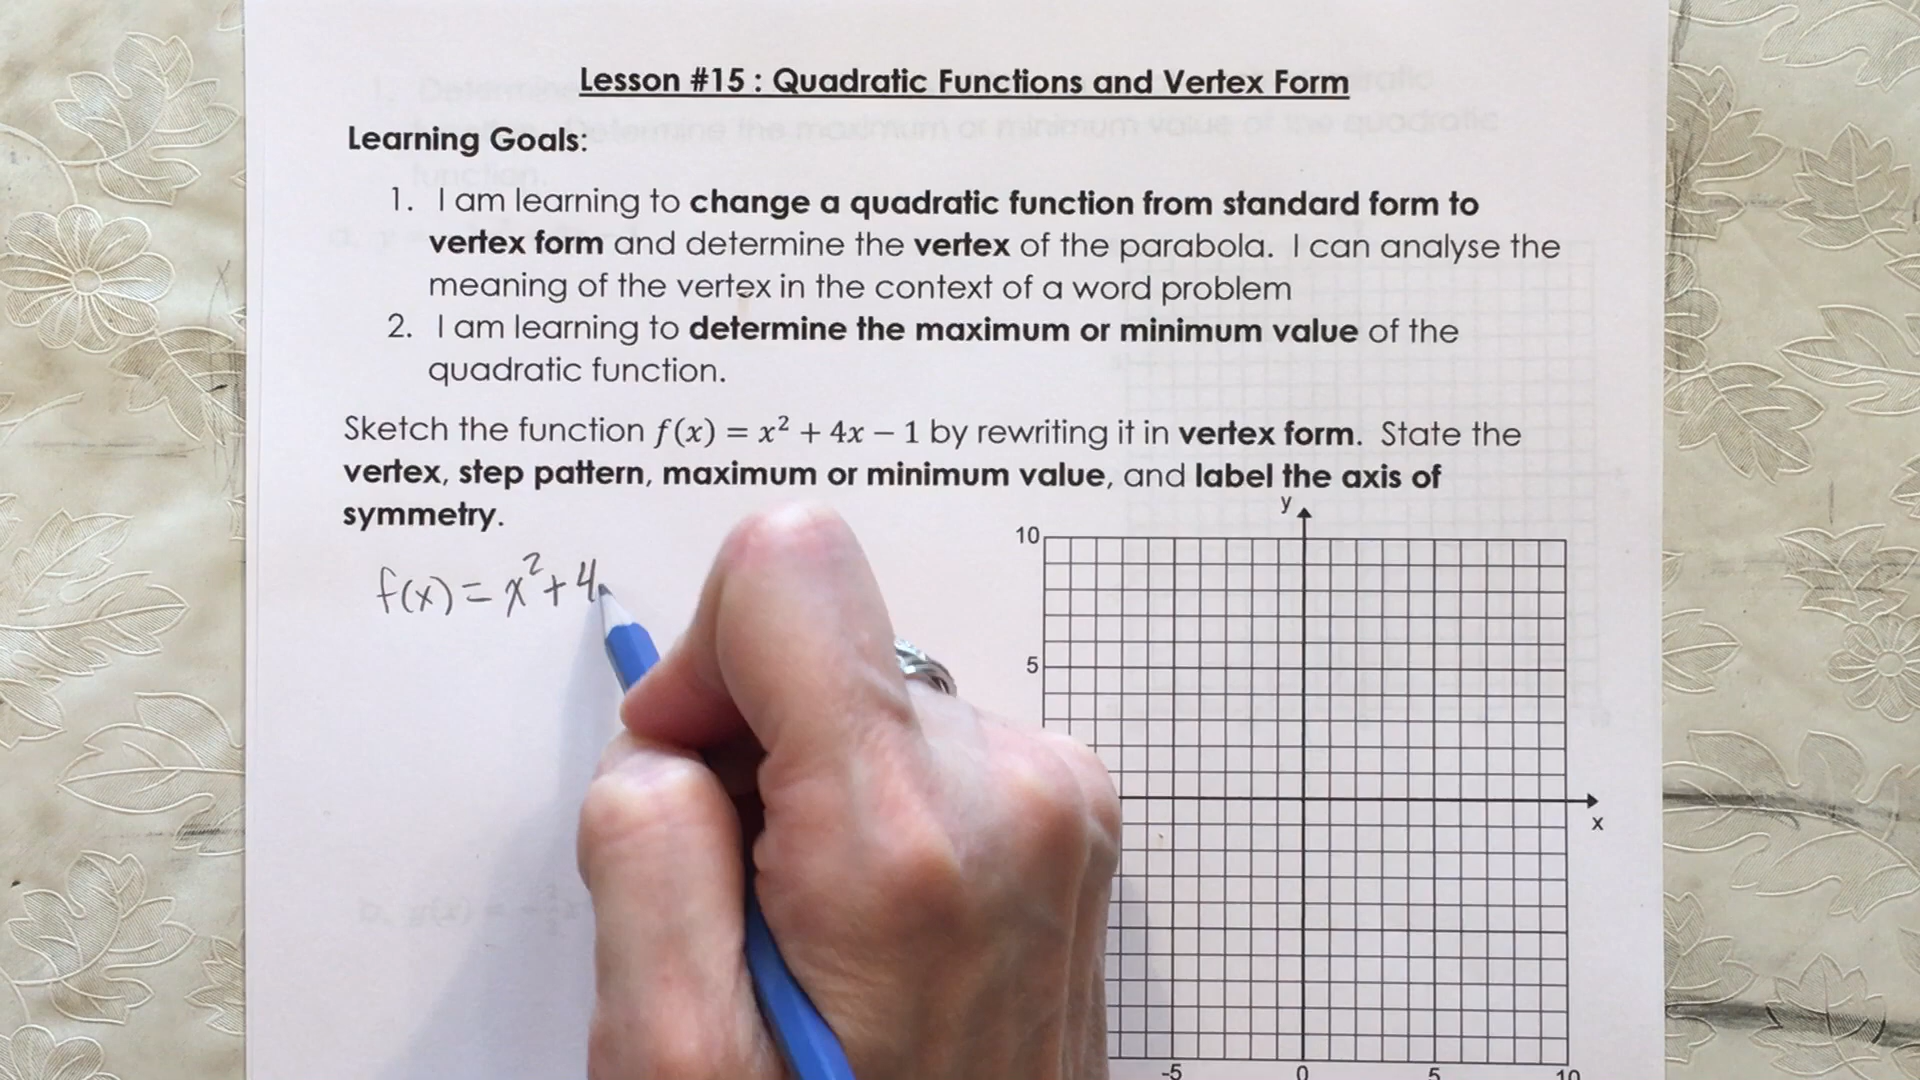 Lesson #15 : Quadratic Functions and Vertex Form
Learning Goals:
1. I am learning to change a quadratic function from standard form to
vertex form and determine the vertex of the parabola. I can analyse the
meaning of the vertex in the context of a word problem
2. I am learning to determine the maximum or minimum value of the
quadratic function.
Sketch the function f(x) = x² + 4x − 1 by rewriting it in vertex form. State the
vertex, step pattern, maximum or minimum value, and label the axis of
symmetry.
f(x) = x² + 4
y
10
5
x
-5 0 5 10